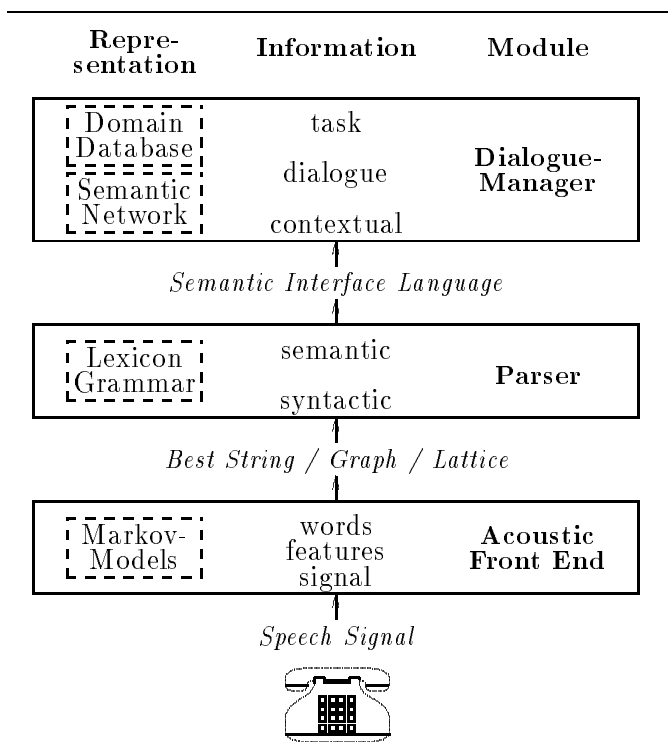 Repre-
sentation
Information
Module
Domain
Database
Semantic
Network
task
dialogue
contextual
Dialogue-
Manager
Semantic Interface Language
Lexicon
Grammar
semantic
syntactic
Parser
Best String / Graph / Lattice
Markov-
Models
words
features
signal
Acoustic
Front End
Speech Signal